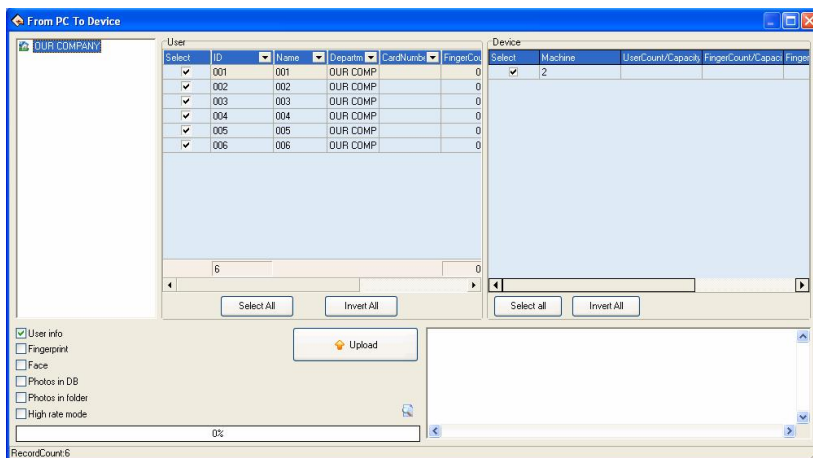 From PC To Device
OUR COMPANY
User
Select ID Name Departm CardNumbe FingerCou
001 001 OUR COMP 0
002 002 OUR COMP 0
003 003 OUR COMP 0
004 004 OUR COMP 0
005 005 OUR COMP 0
006 006 OUR COMP 0
6 0
Select All Invert All
Device
Select Machine UserCount/Capacity FingerCount/Capaci Finger
2
Select all Invert All
User info
Fingerprint
Face
Photos in DB
Photos in folder
High rate mode
Upload
0%
RecordCount:6